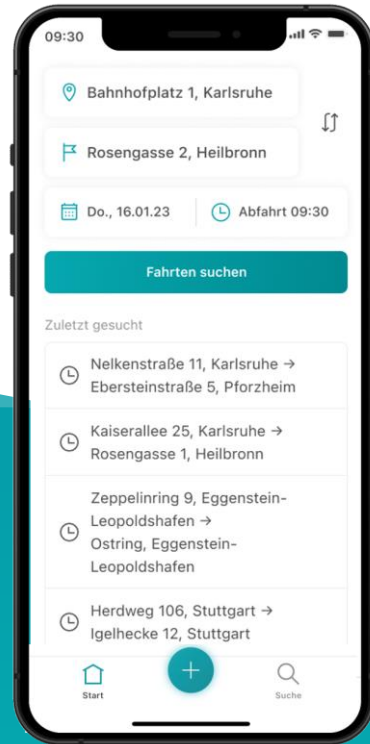 09:30
Bahnhofplatz 1, Karlsruhe
Rosengasse 2, Heilbronn
Do., 16.01.23
Abfahrt 09:30
Fahrten suchen
Zuletzt gesucht
Nelkenstraße 11, Karlsruhe →
Ebersteinstraße 5, Pforzheim
Kaiserallee 25, Karlsruhe →
Rosengasse 1, Heilbronn
Zeppelinring 9, Eggenstein-
Leopoldshafen →
Ostring, Eggenstein-
Leopoldshafen
Herdweg 106, Stuttgart →
Igelhecke 12, Stuttgart
Start
Suche